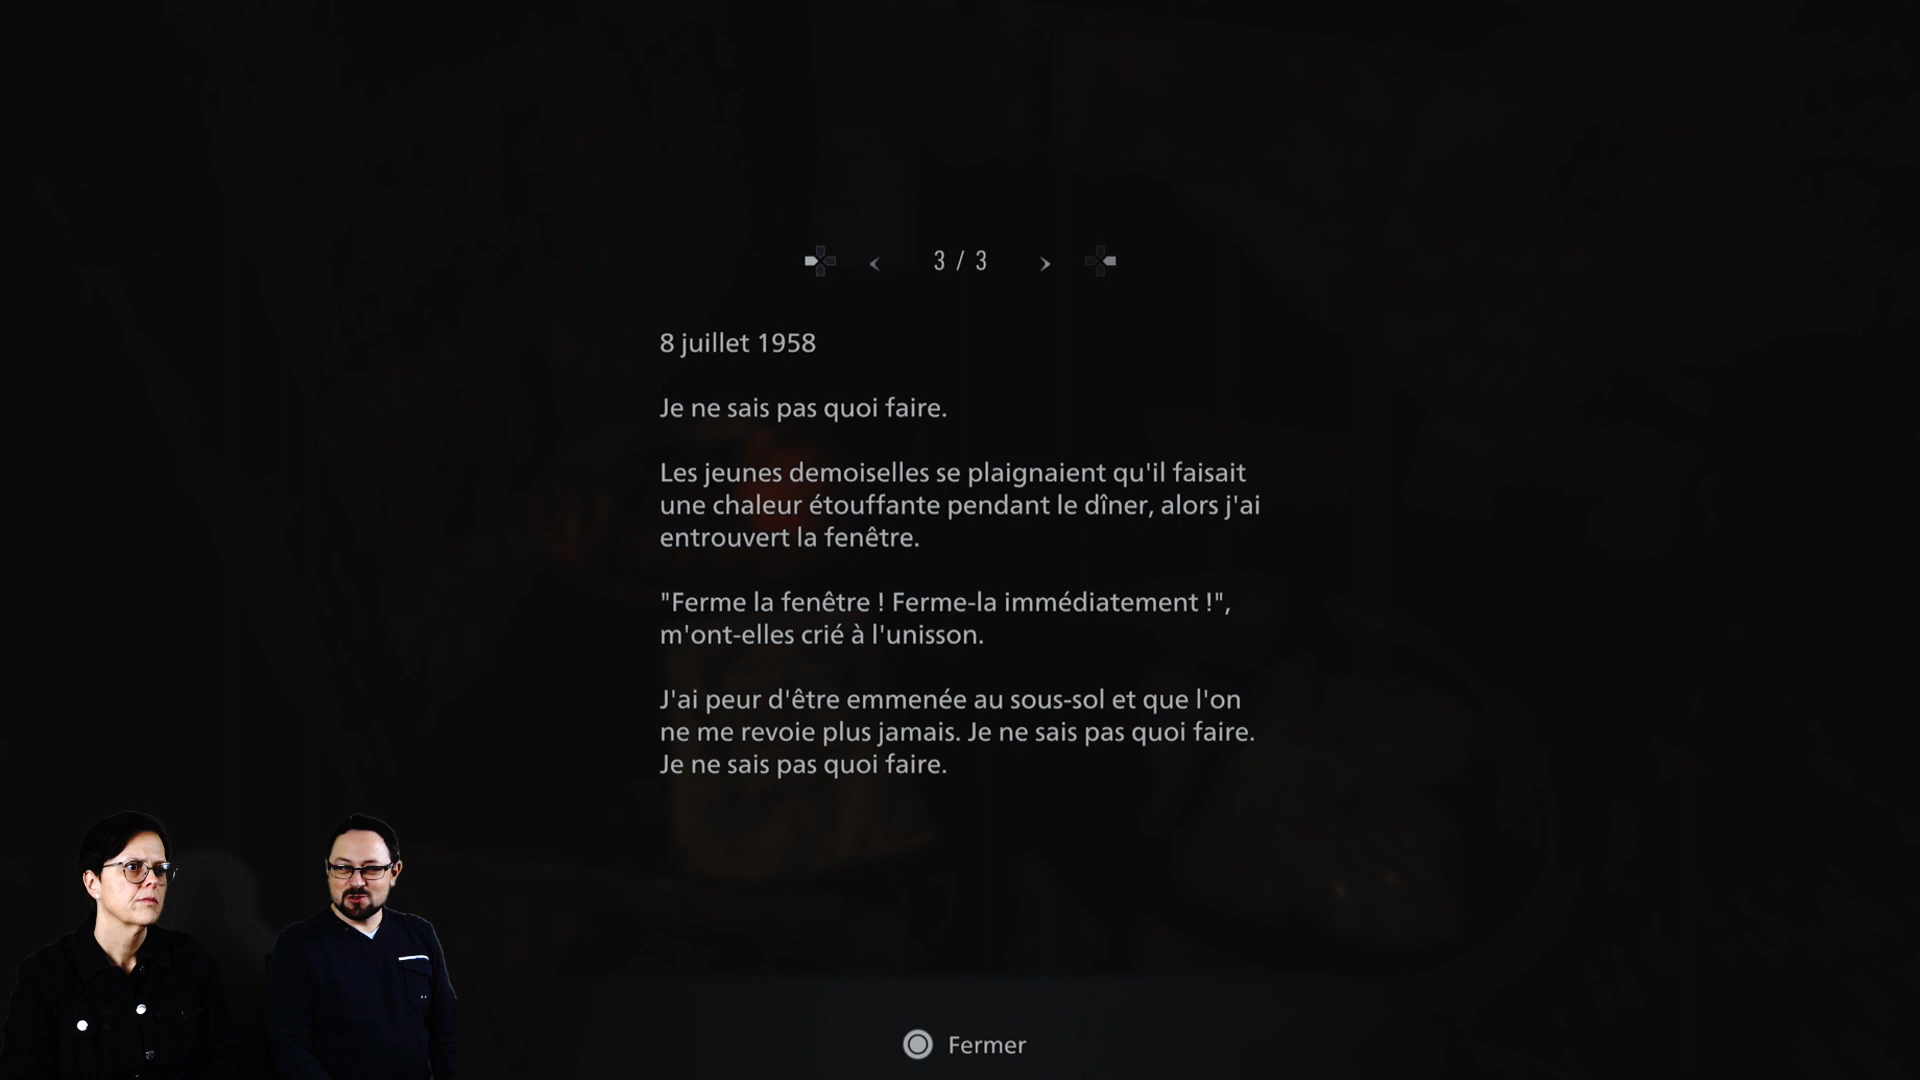 3 / 3
8 juillet 1958
Je ne sais pas quoi faire.
Les jeunes demoiselles se plaignaient qu'il faisait
une chaleur étouffante pendant le dîner, alors j'ai
entrouvert la fenêtre.
"Ferme la fenêtre ! Ferme-la immédiatement !",
m'ont-elles crié à l'unisson.
J'ai peur d'être emmenée au sous-sol et que l'on
ne me revoie plus jamais. Je ne sais pas quoi faire.
Je ne sais pas quoi faire.
Fermer